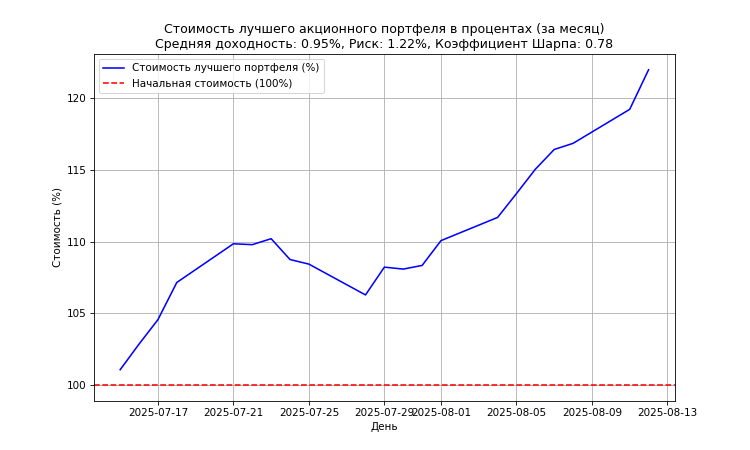 Стоимость лучшего акционного портфеля в процентах (за месяц)
Средняя доходность: 0.95%, Риск: 1.22%, Коэффициент Шарпа: 0.78
Стоимость лучшего портфеля (%)
Начальная стоимость (100%)
Стоимость (%)
120
115
110
105
100
2025-07-17 2025-07-21 2025-07-25 2025-07-29 2025-08-01 2025-08-05 2025-08-09 2025-08-13
День